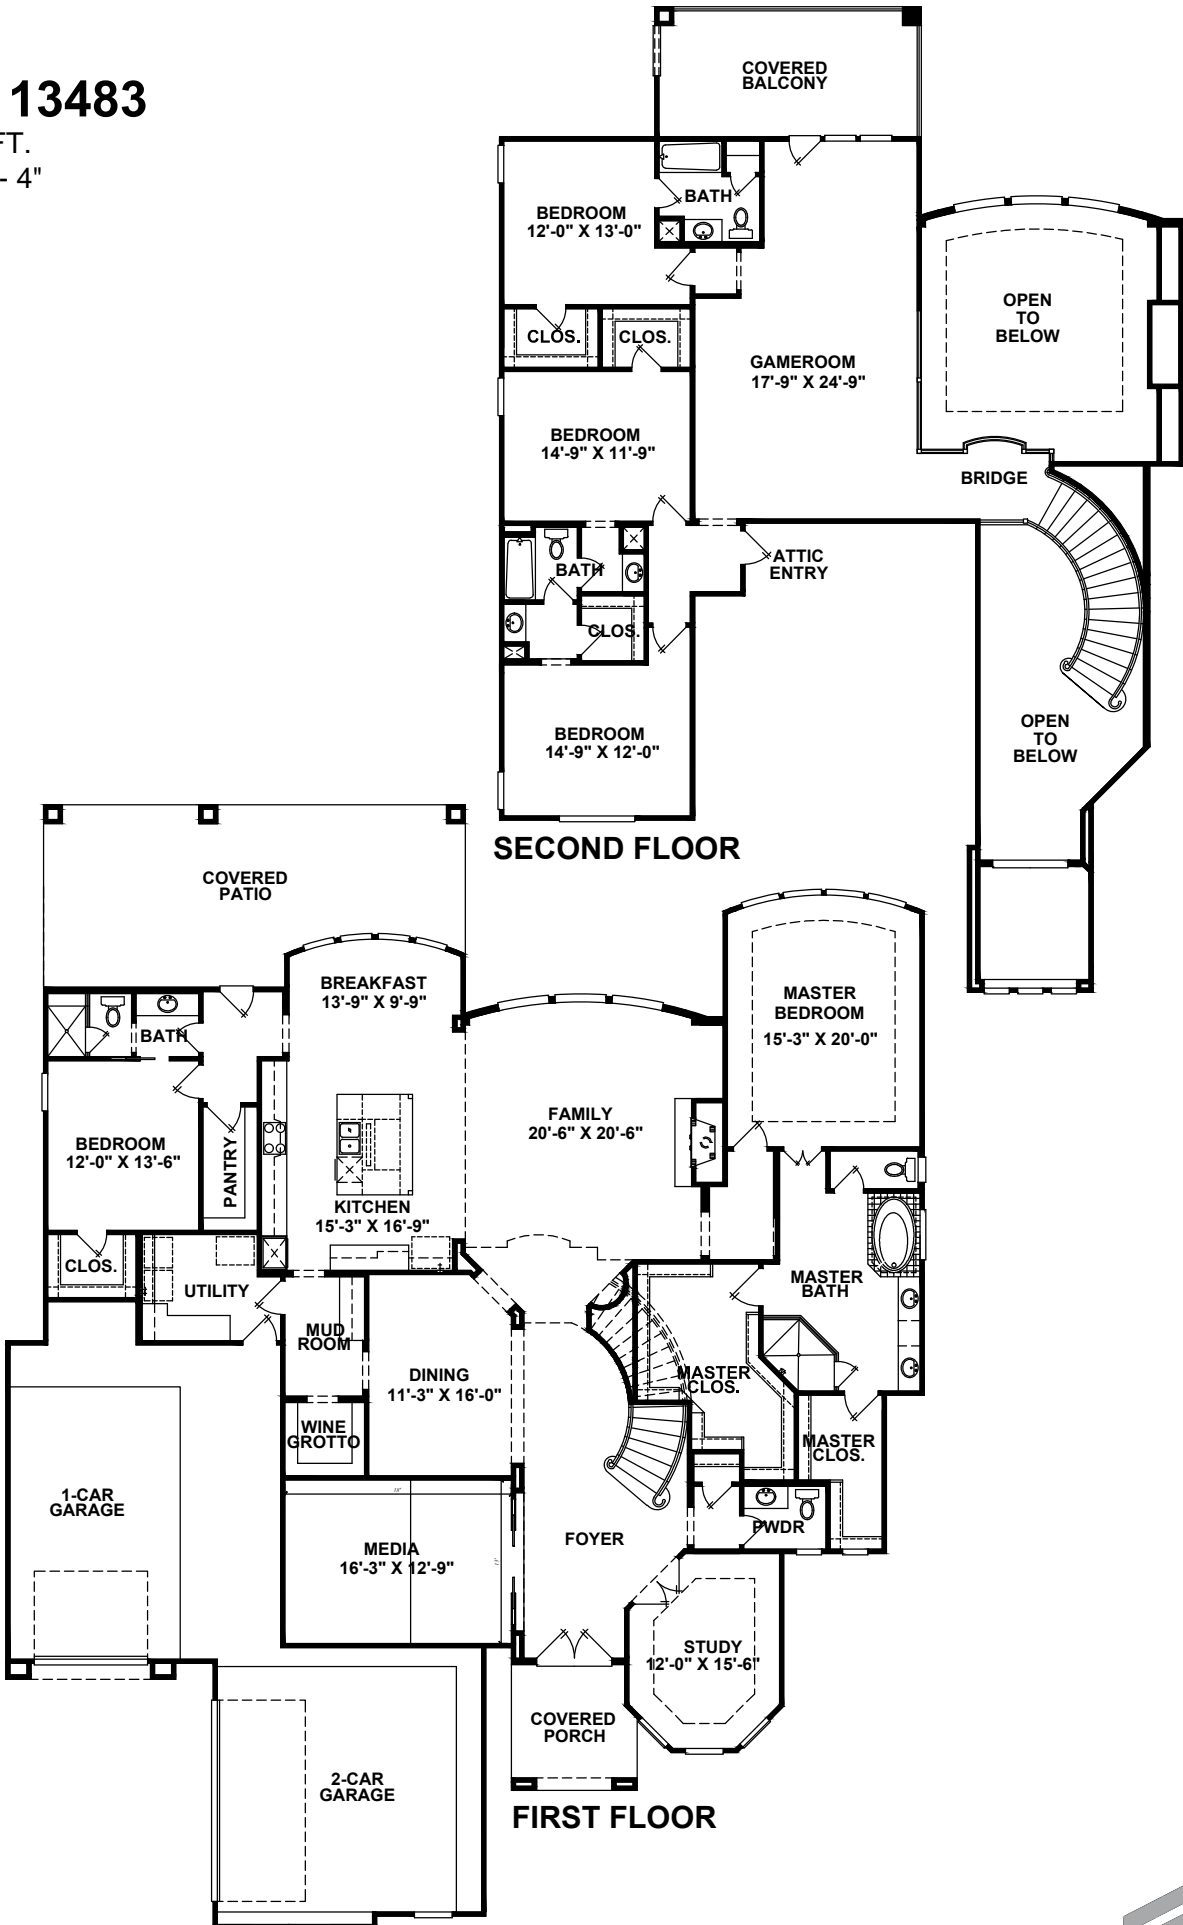 13483
FT.
- 4"
COVERED
BALCONY
BATH
BEDROOM
12'-0" X 13'-0"
OPEN
TO
BELOW
CLOS.
CLOS.
GAMEROOM
17'-9" X 24'-9"
BEDROOM
14'-9" X 11'-9"
BRIDGE
ATTIC
ENTRY
BATH
CLOS.
BEDROOM
14'-9" X 12'-0"
OPEN
TO
BELOW
SECOND FLOOR
COVERED
PATIO
BREAKFAST
13'-9" X 9'-9"
MASTER
BEDROOM
15'-3" X 20'-0"
BATH
FAMILY
20'-6" X 20'-6"
BEDROOM
12'-0" X 13'-6"
PANTRY
KITCHEN
15'-3" X 16'-9"
CLOS.
UTILITY
MASTER
BATH
MUD
ROOM
DINING
11'-3" X 16'-0"
MASTER
CLOS.
WINE
GROTTO
MASTER
CLOS.
1-CAR
GARAGE
PWDR
FOYER
MEDIA
16'-3" X 12'-9"
STUDY
12'-0" X 15'-6"
COVERED
PORCH
2-CAR
GARAGE
FIRST FLOOR